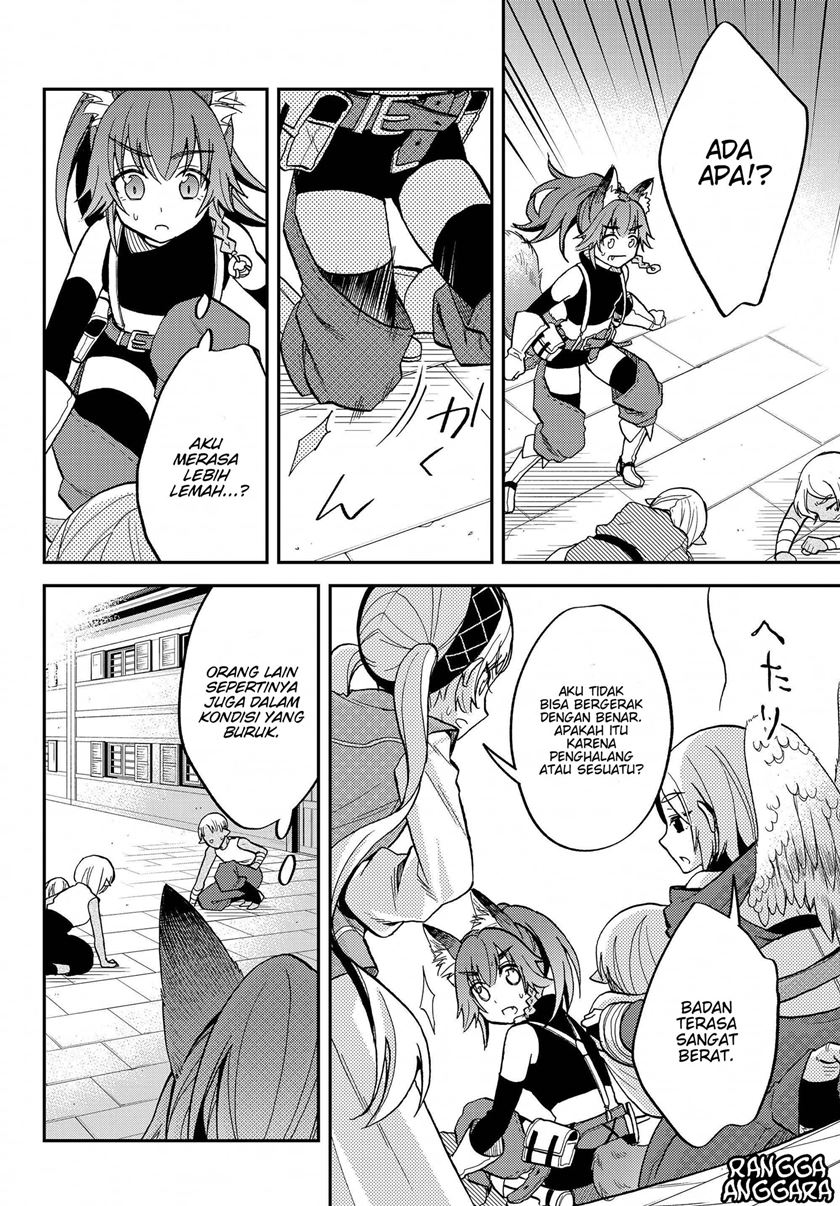 ADA
APA!?
カ
くん
AKU
MERASA
LEBIH
LEMAH...?
へたり
AKU TIDAK
BISA BERGERAK
DENGAN BENAR.
APAKAH ITU
KARENA
PENGHALANG
ATAU SESUATU?
BADAN
TERASA
SANGAT
BERAT.
ORANG LAIN
SEPERTINYA
JUGA DALAM
KONDISI YANG
BURUK.
RANGGA
ANGGARA